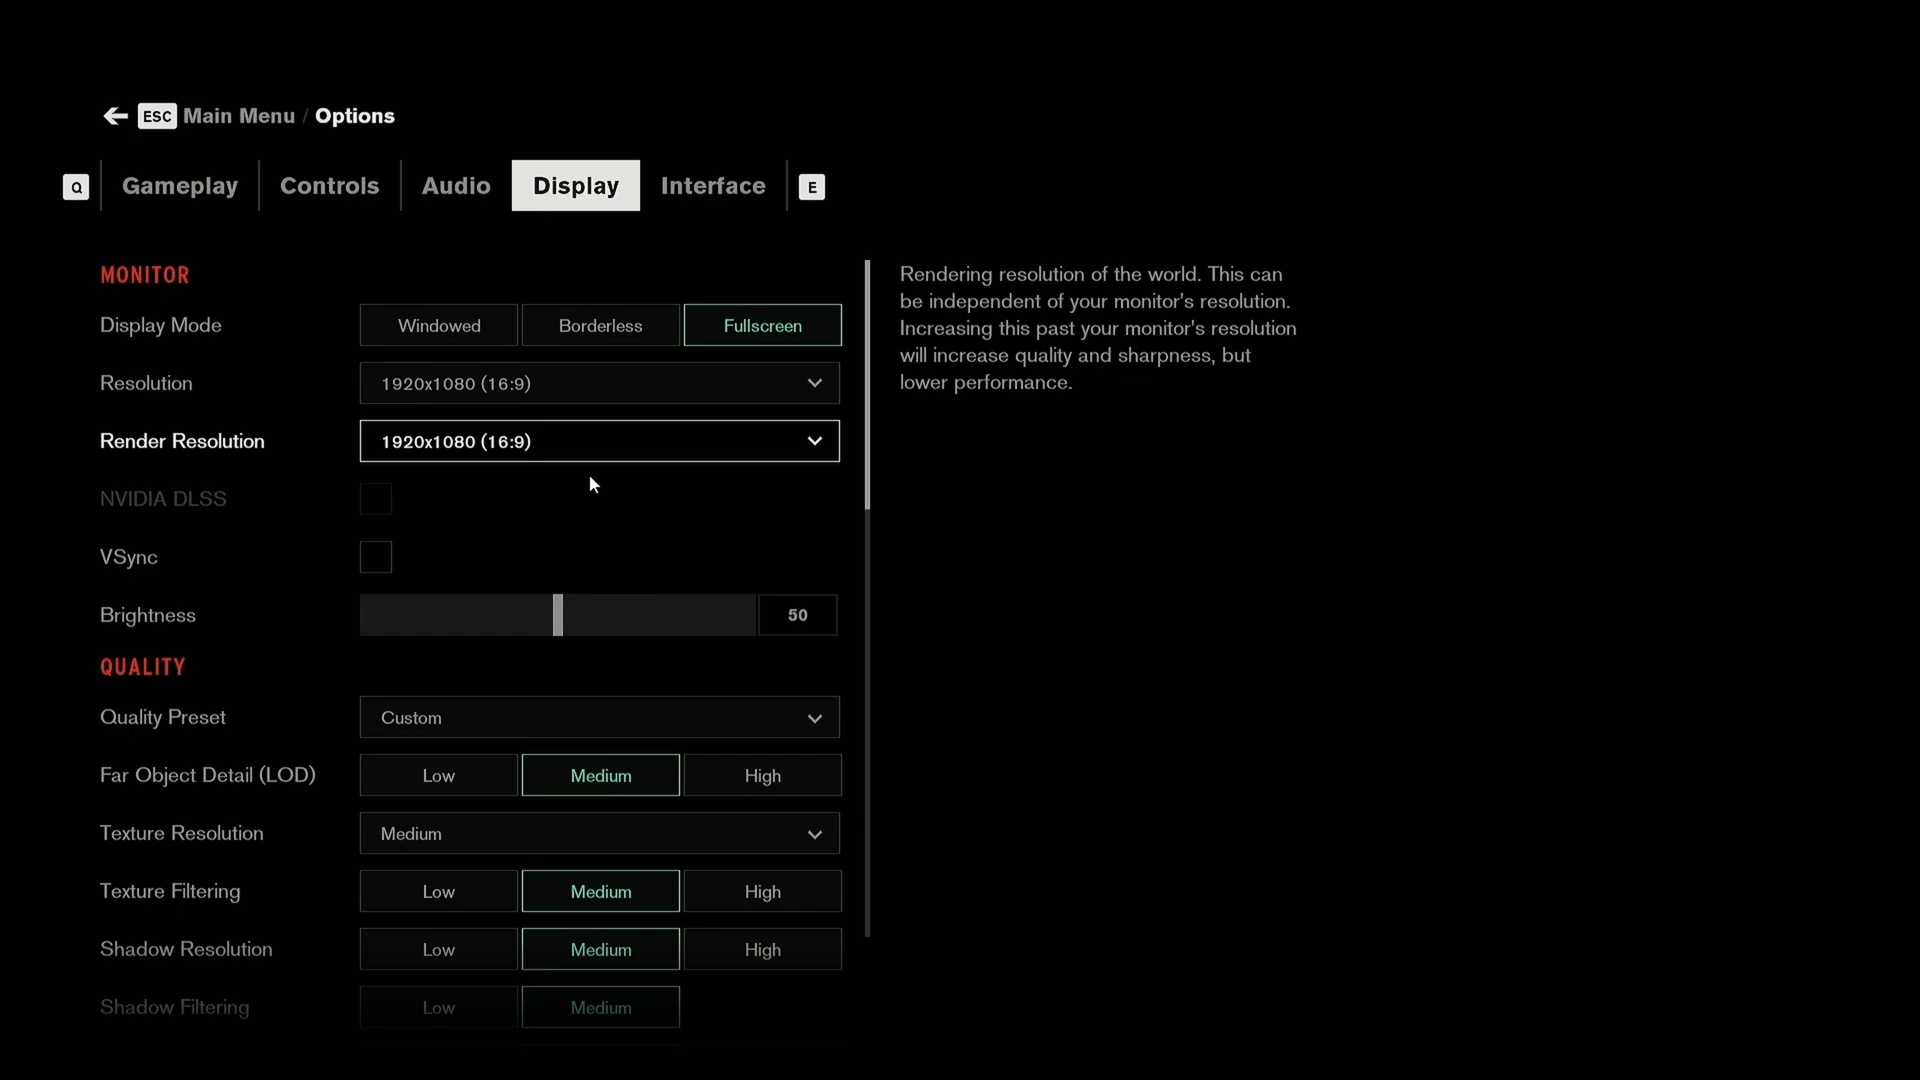 ESC Main Menu / Options
Q Gameplay Controls Audio Display Interface E
MONITOR
Display Mode Windowed Borderless Fullscreen
Resolution 1920x1080 (16:9)
Render Resolution 1920x1080 (16:9)
NVIDIA DLSS
VSync
Brightness 50
QUALITY
Quality Preset Custom
Far Object Detail (LOD) Low Medium High
Texture Resolution Medium
Texture Filtering Low Medium High
Shadow Resolution Low Medium High
Shadow Filtering Low Medium
Rendering resolution of the world. This can
be independent of your monitor's resolution.
Increasing this past your monitor's resolution
will increase quality and sharpness, but
lower performance.